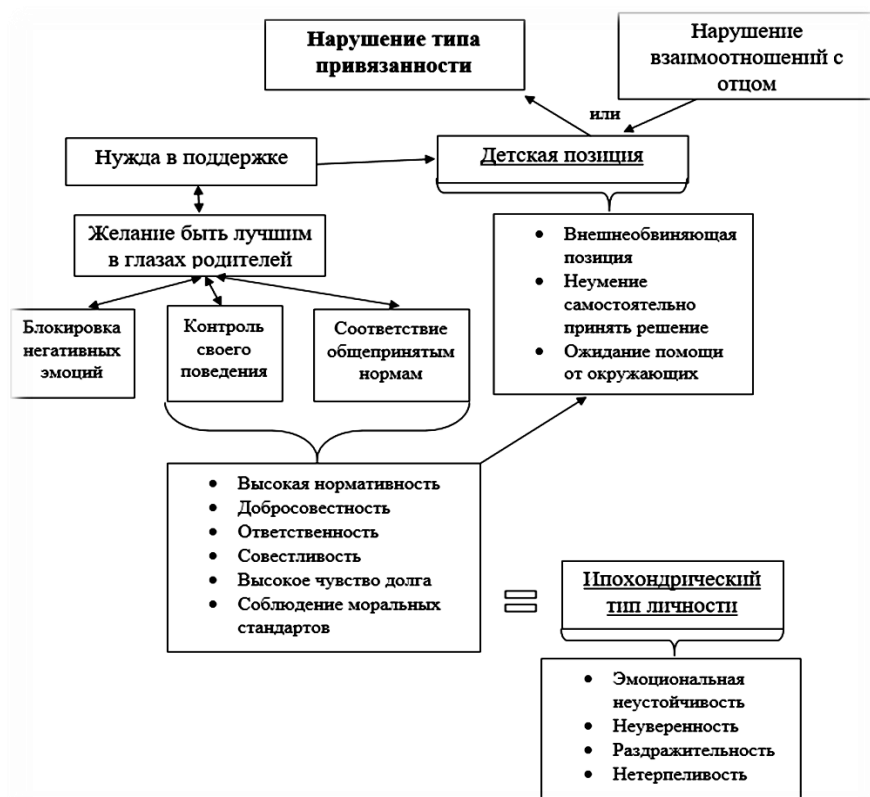 Нарушение типа
привязанности
Нарушение
взаимоотношений с
отцом
или
Нужда в поддержке
Детская позиция
Желание быть лучшим
в глазах родителей
• Внешнеобвиняющая
позиция
• Неумение
самостоятельно
принять решение
• Ожидание помощи
от окружающих
Блокировка
негативных
эмоций
Контроль
своего
поведения
Соответствие
общепринятым
нормам
• Высокая нормативность
• Добросовестность
• Ответственность
• Совестливость
• Высокое чувство долга
• Соблюдение моральных
стандартов
=
Ипохондрический
тип личности
• Эмоциональная
неустойчивость
• Неуверенность
• Раздражительность
• Нетерпеливость